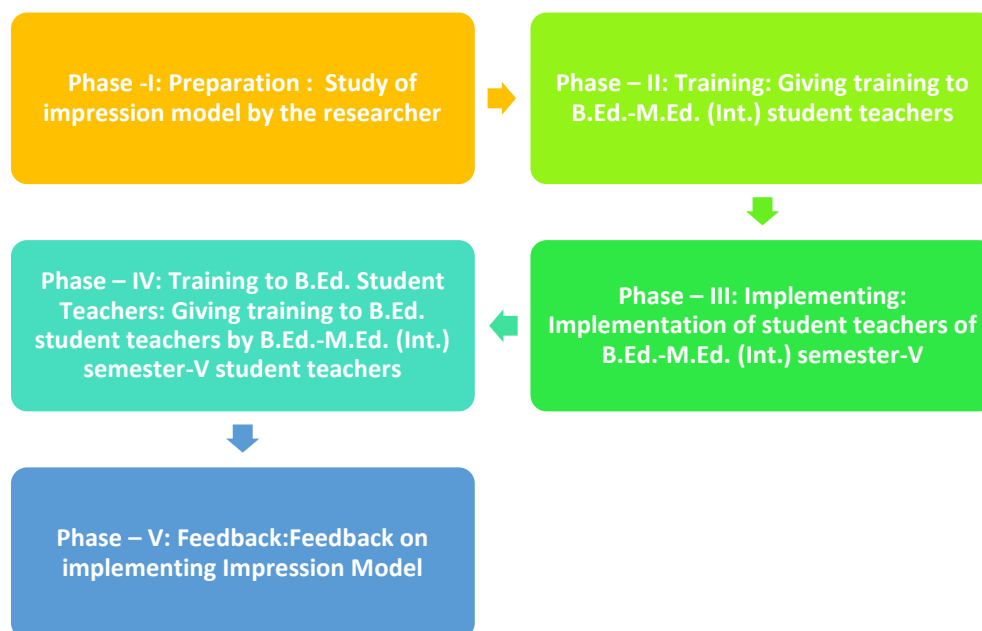 Phase -I: Preparation :  Study of
impression model by the researcher
Phase – II: Training: Giving training to
B.Ed.-M.Ed. (Int.) student teachers
Phase – III: Implementing:
Implementation of student teachers of
B.Ed.-M.Ed. (Int.) semester-V
Phase – IV: Training to B.Ed. Student
Teachers: Giving training to B.Ed.
student teachers by B.Ed.-M.Ed. (Int.)
semester-V student teachers
Phase – V: Feedback:Feedback on
implementing Impression Model